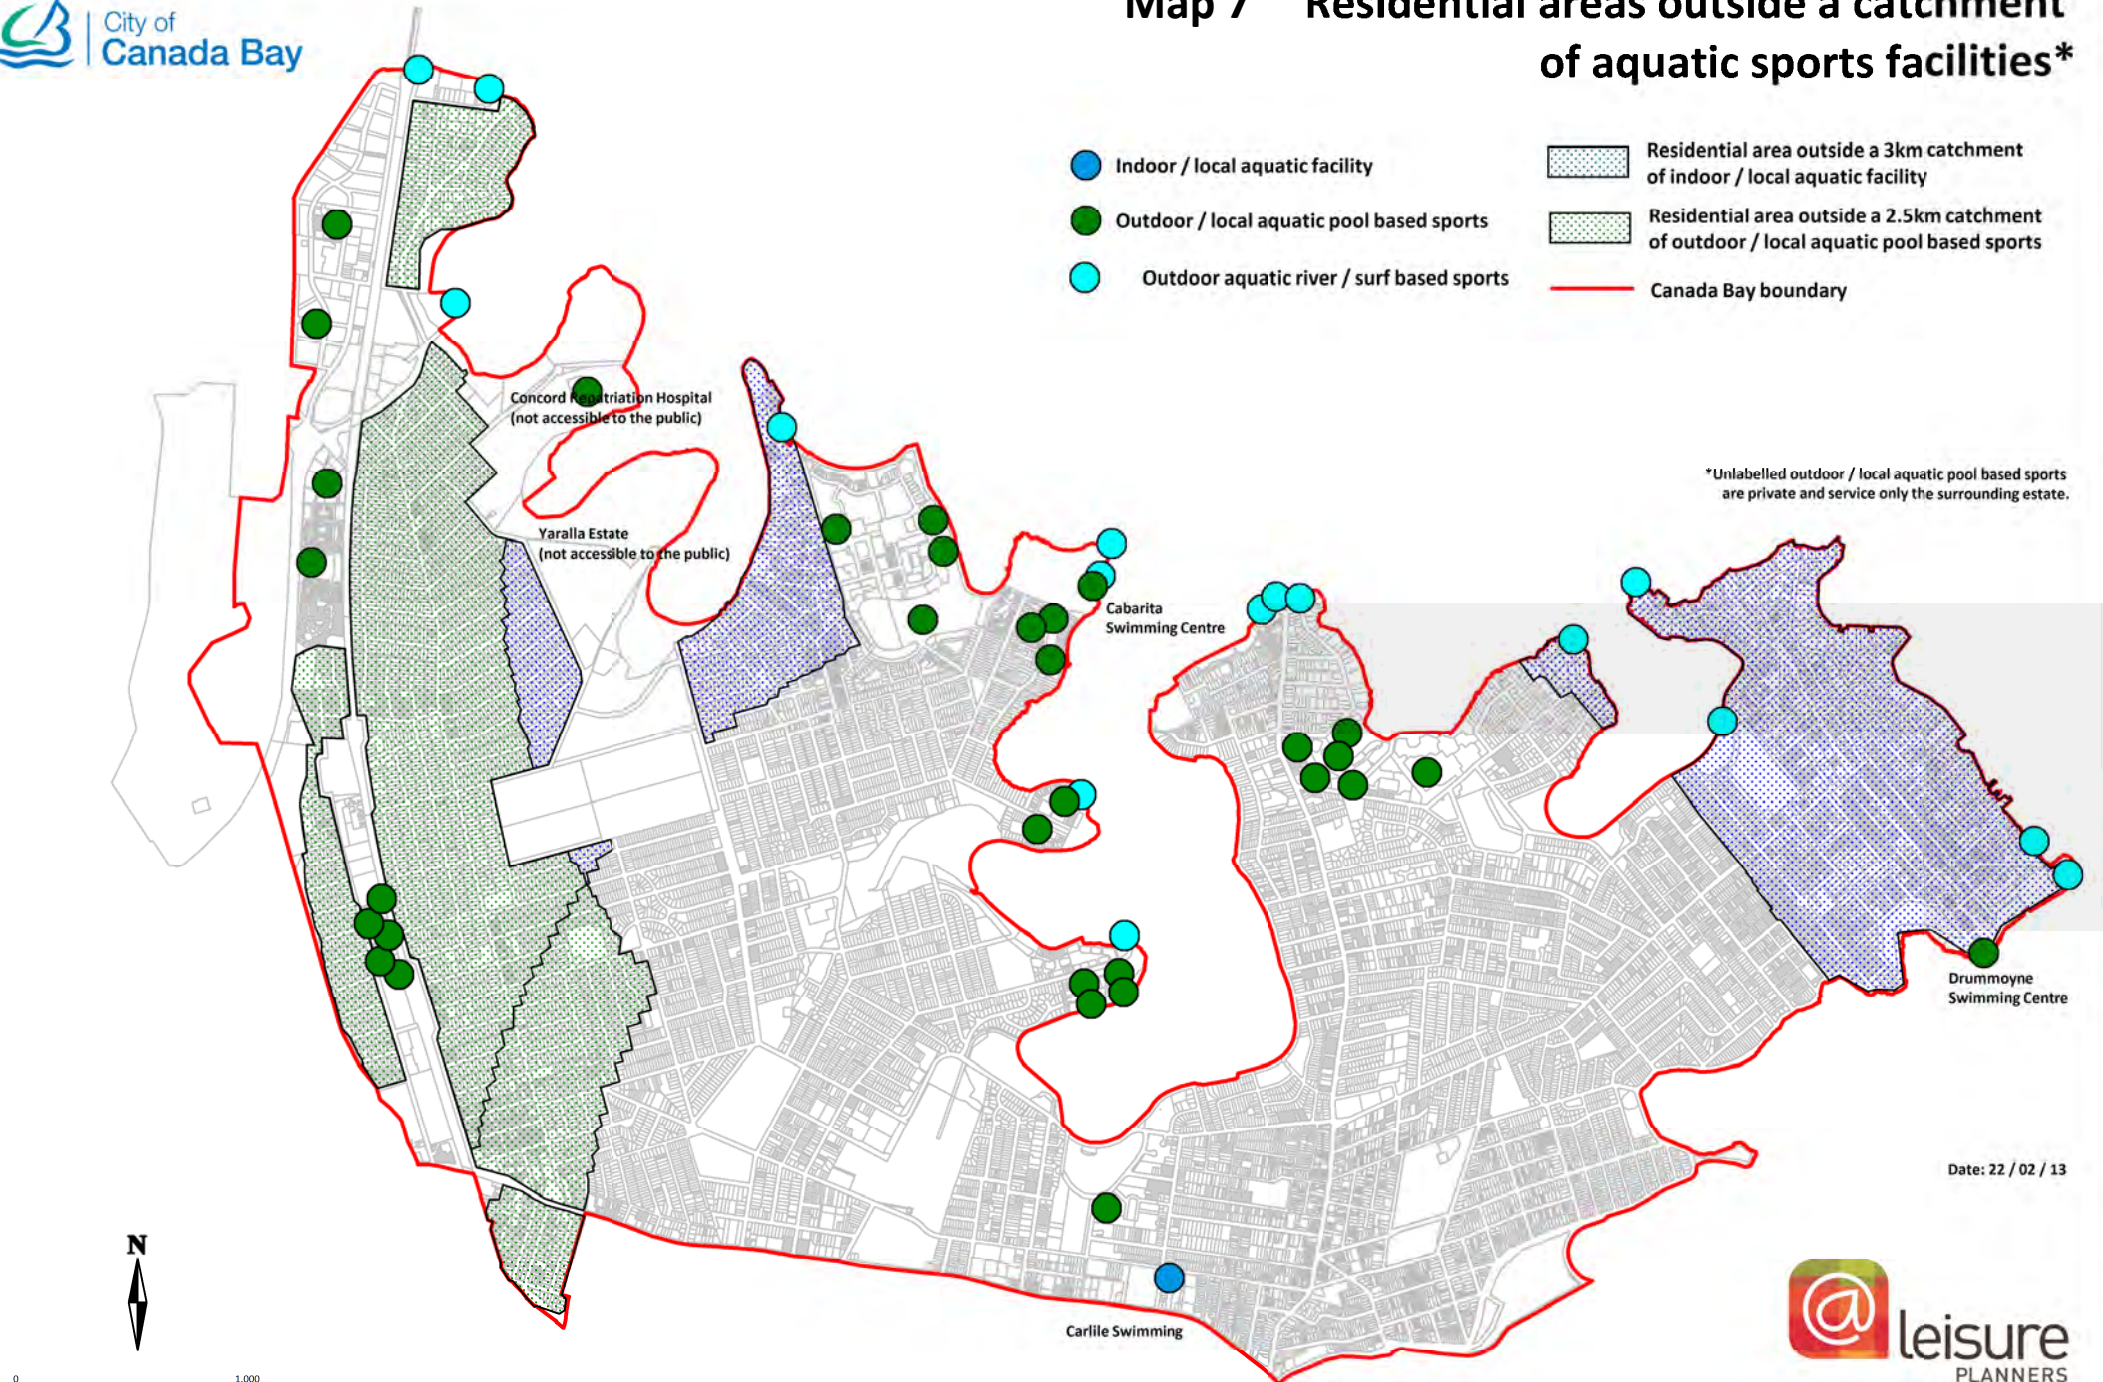 City of
Canada Bay
Map 7 Residential areas outside a catchment
of aquatic sports facilities*
Indoor / local aquatic facility
Outdoor / local aquatic pool based sports
Outdoor aquatic river / surf based sports
Residential area outside a 3km catchment
of indoor / local aquatic facility
Residential area outside a 2.5km catchment
of outdoor / local aquatic pool based sports
Canada Bay boundary
Concord Repatriation Hospital
(not accessible to the public)
*Unlabelled outdoor / local aquatic pool based sports
are private and service only the surrounding estate.
Yaralla Estate
(not accessible to the public)
Cabarita
Swimming Centre
Drummoyne
Swimming Centre
Date: 22 / 02 / 13
N
Carlile Swimming
@leisure
PLANNERS
0 1,000